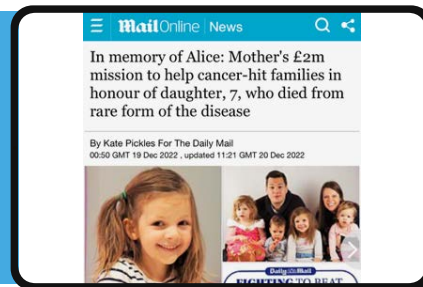 MailOnline News
In memory of Alice: Mother's £2m
mission to help cancer-hit families in
honour of daughter, 7, who died from
rare form of the disease
By Kate Pickles For The Daily Mail
00:50 GMT 19 Dec 2022 , updated 11:21 GMT 20 Dec 2022
Daily Mail
FIGHTING TO BEAT